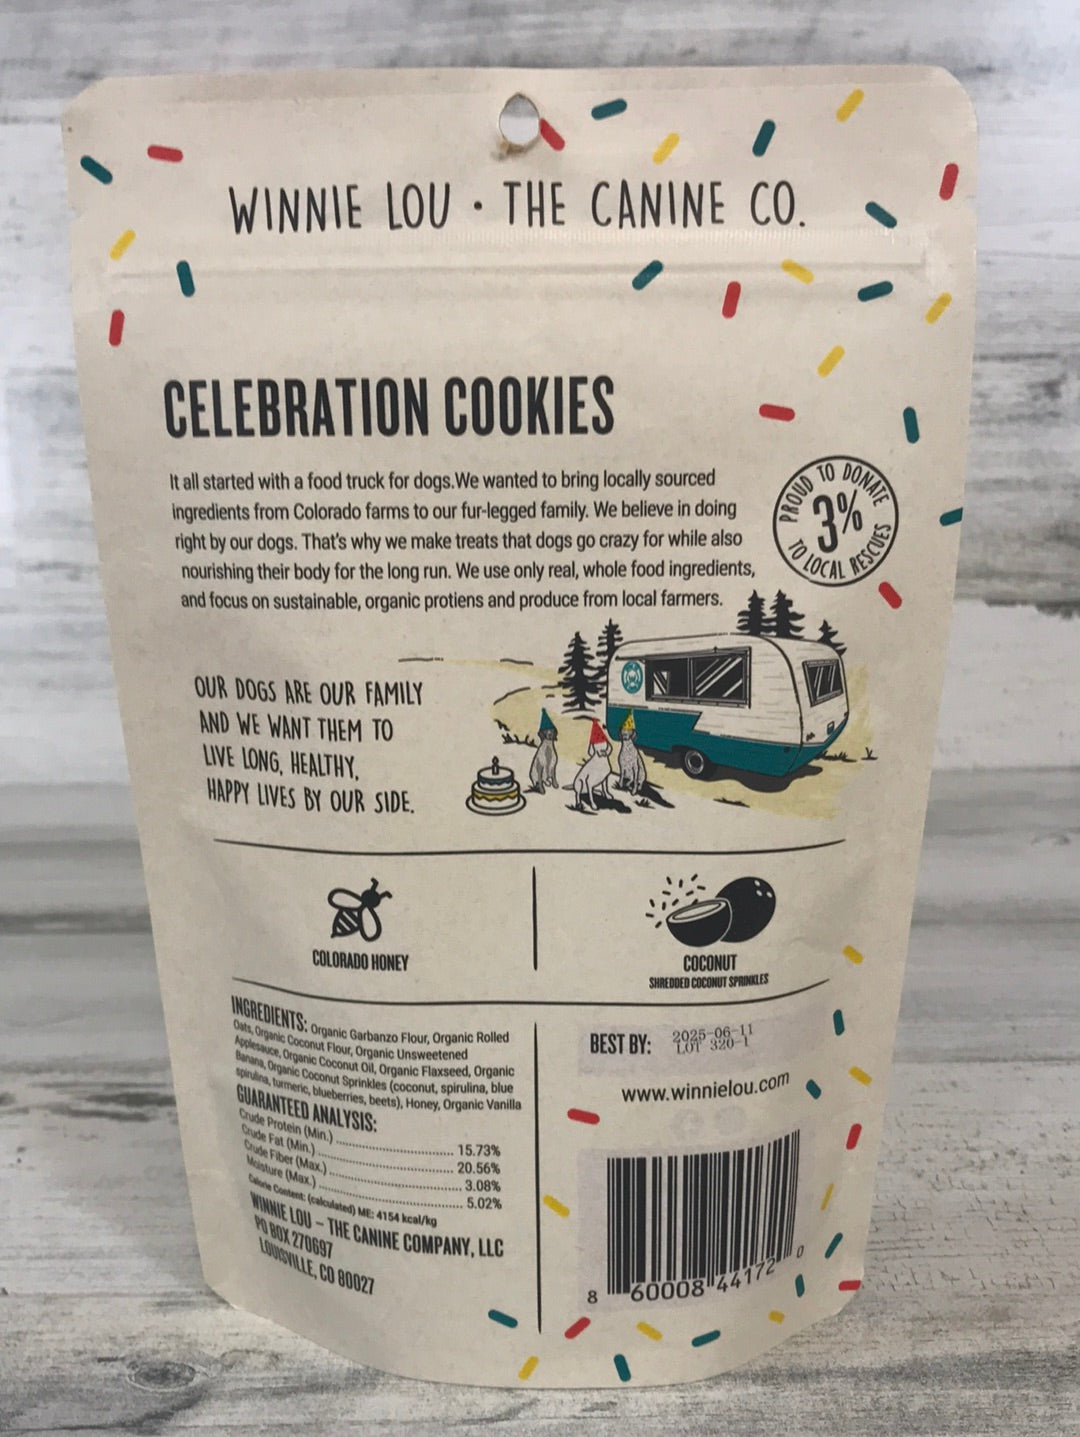 WINNIE LOU · THE CANINE CO.
CELEBRATION COOKIES
It all started with a food truck for dogs.We wanted to bring locally sourced
ingredients from Colorado farms to our fur-legged family. We believe in doing
right by our dogs. That's why we make treats that dogs go crazy for while also
nourishing their body for the long run. We use only real, whole food ingredients,
and focus on sustainable, organic protiens and produce from local farmers.
PROUD TO DONATE
3%
TO LOCAL RESCUES
OUR DOGS ARE OUR FAMILY
AND WE WANT THEM TO
LIVE LONG, HEALTHY,
HAPPY LIVES BY OUR SIDE.
COLORADO HONEY
COCONUT
SHREDDED COCONUT SPRINKLES
INGREDIENTS: Organic Garbanzo Flour, Organic Rolled
Oats, Organic Coconut Flour, Organic Unsweetened
Applesauce, Organic Coconut Oil, Organic Flaxseed, Organic
Banana, Organic Coconut Sprinkles (coconut, spirulina, blue
spirulina, turmeric, blueberries, beets), Honey, Organic Vanilla
GUARANTEED ANALYSIS:
Crude Protein (Min.) 15.73%
Crude Fat (Min.) 20.56%
Crude Fiber (Max.) 3.08%
Moisture (Max.) 5.02%
Calorie Content: (calculated) ME: 4154 kcal/kg
WINNIE LOU – THE CANINE COMPANY, LLC
PO BOX 270697
LOUISVILLE, CO 80027
BEST BY: 2025-06-11
LOT 320-1
www.winnielou.com
8 60008 44172 0